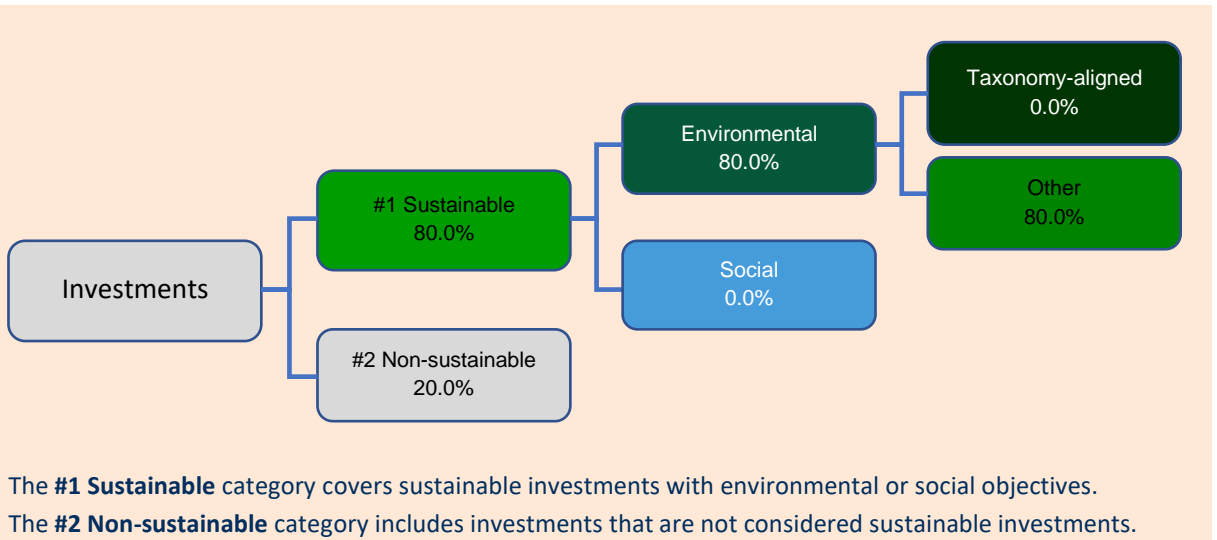 Investments
#1 Sustainable
80.0%
#2 Non-sustainable
20.0%
Environmental
80.0%
Social
0.0%
Taxonomy-aligned
0.0%
Other
80.0%
The #1 Sustainable category covers sustainable investments with environmental or social objectives.
The #2 Non-sustainable category includes investments that are not considered sustainable investments.